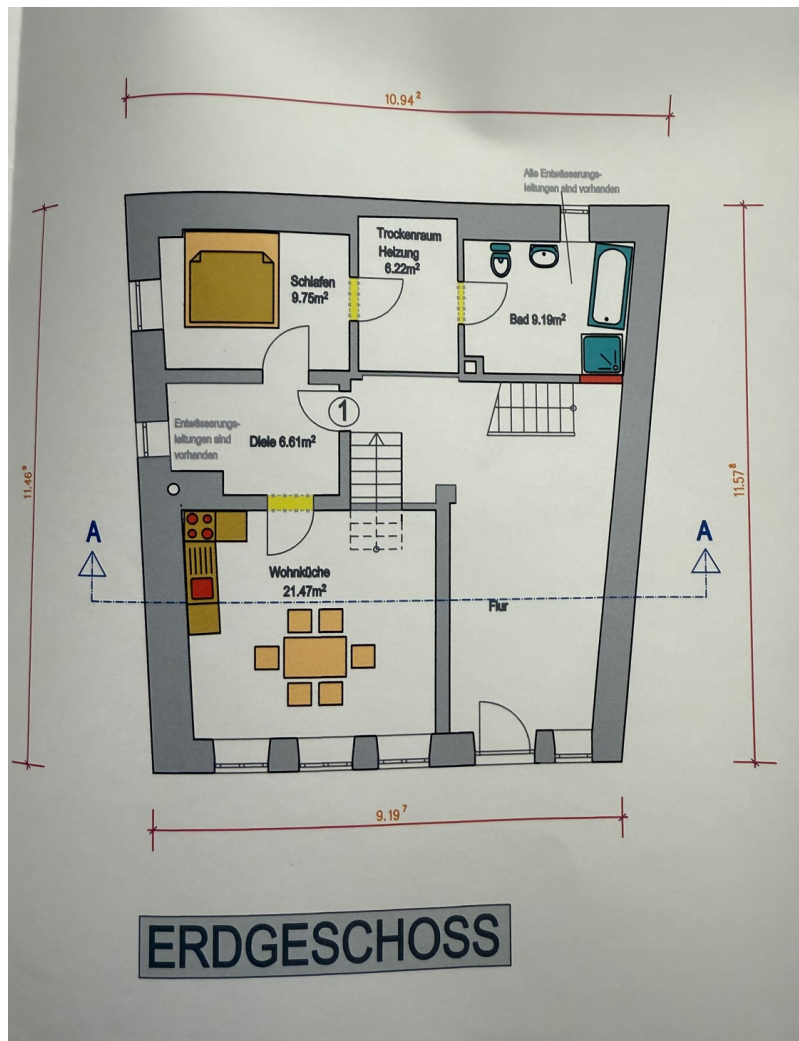 10.94²
Alle Entwässerungs-
leitungen sind vorhanden
Trockenraum
Heizung
6.22m²
Schlafen
9.75m²
Bad 9.19m²
1
Entwässerungs-
leitungen sind
vorhanden
Diele 6.61m²
11.46⁹
11.57⁸
A
A
Wohnküche
21.47m²
Flur
9.19⁷
ERDGESCHOSS